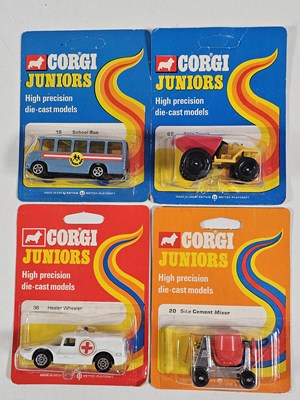 CORGI
JUNIORS
High precision
die-cast models
15 School Bus
CORGI
JUNIORS
High precision
die-cast models
CORGI
JUNIORS
High precision
die-cast models
36 Healer Wheeler
CORGI
JUNIORS
High precision
die-cast models
20 Site Cement Mixer